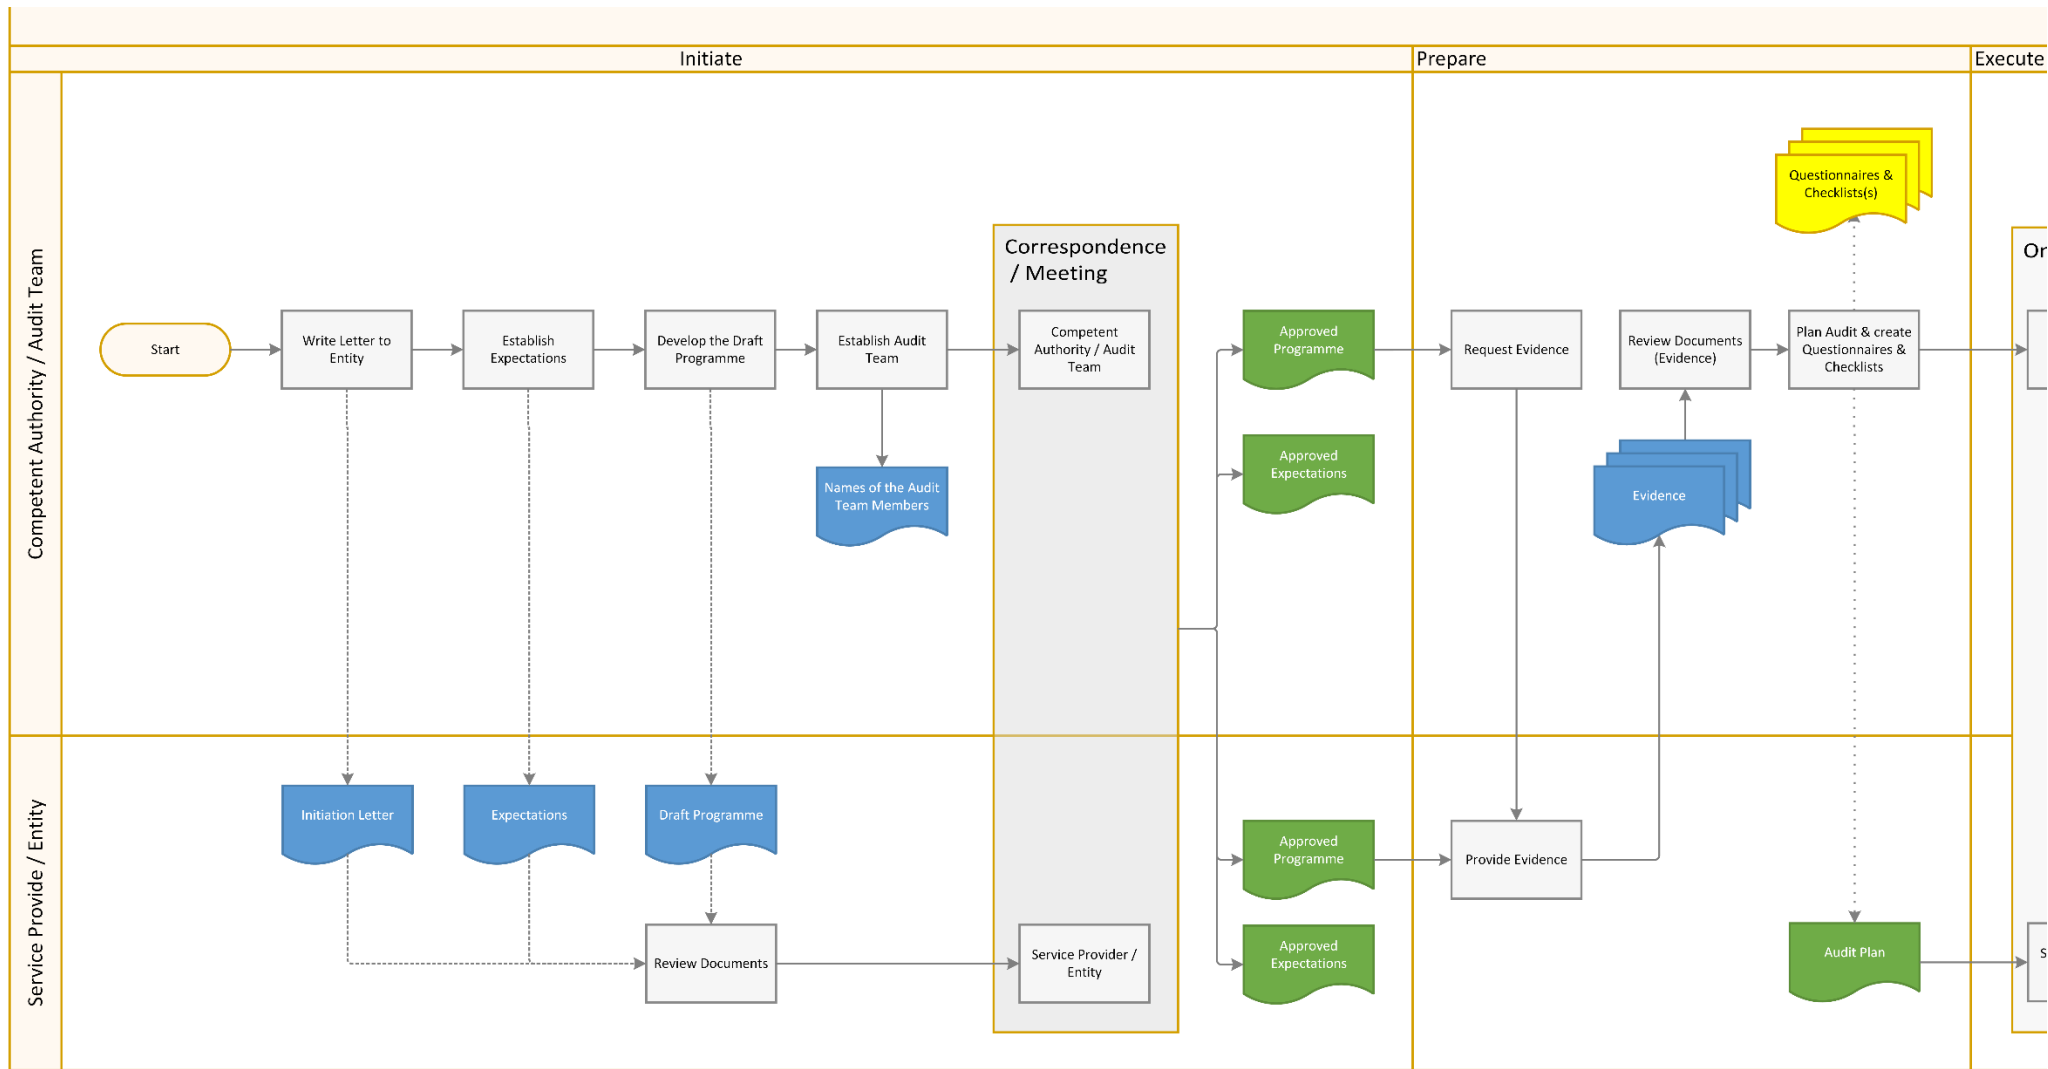 Initiate
Prepare
Execute
Competent Authority / Audit Team
Questionnaires &
Checklists(s)
Correspondence
/ Meeting
Start
Write Letter to
Entity
Establish
Expectations
Develop the Draft
Programme
Establish Audit
Team
Competent
Authority / Audit
Team
Approved
Programme
Request Evidence
Review Documents
(Evidence)
Plan Audit & create
Questionnaires &
Checklists
Approved
Expectations
Names of the Audit
Team Members
Evidence
Service Provide / Entity
Initiation Letter
Expectations
Draft Programme
Approved
Programme
Provide Evidence
Review Documents
Service Provider /
Entity
Approved
Expectations
Audit Plan